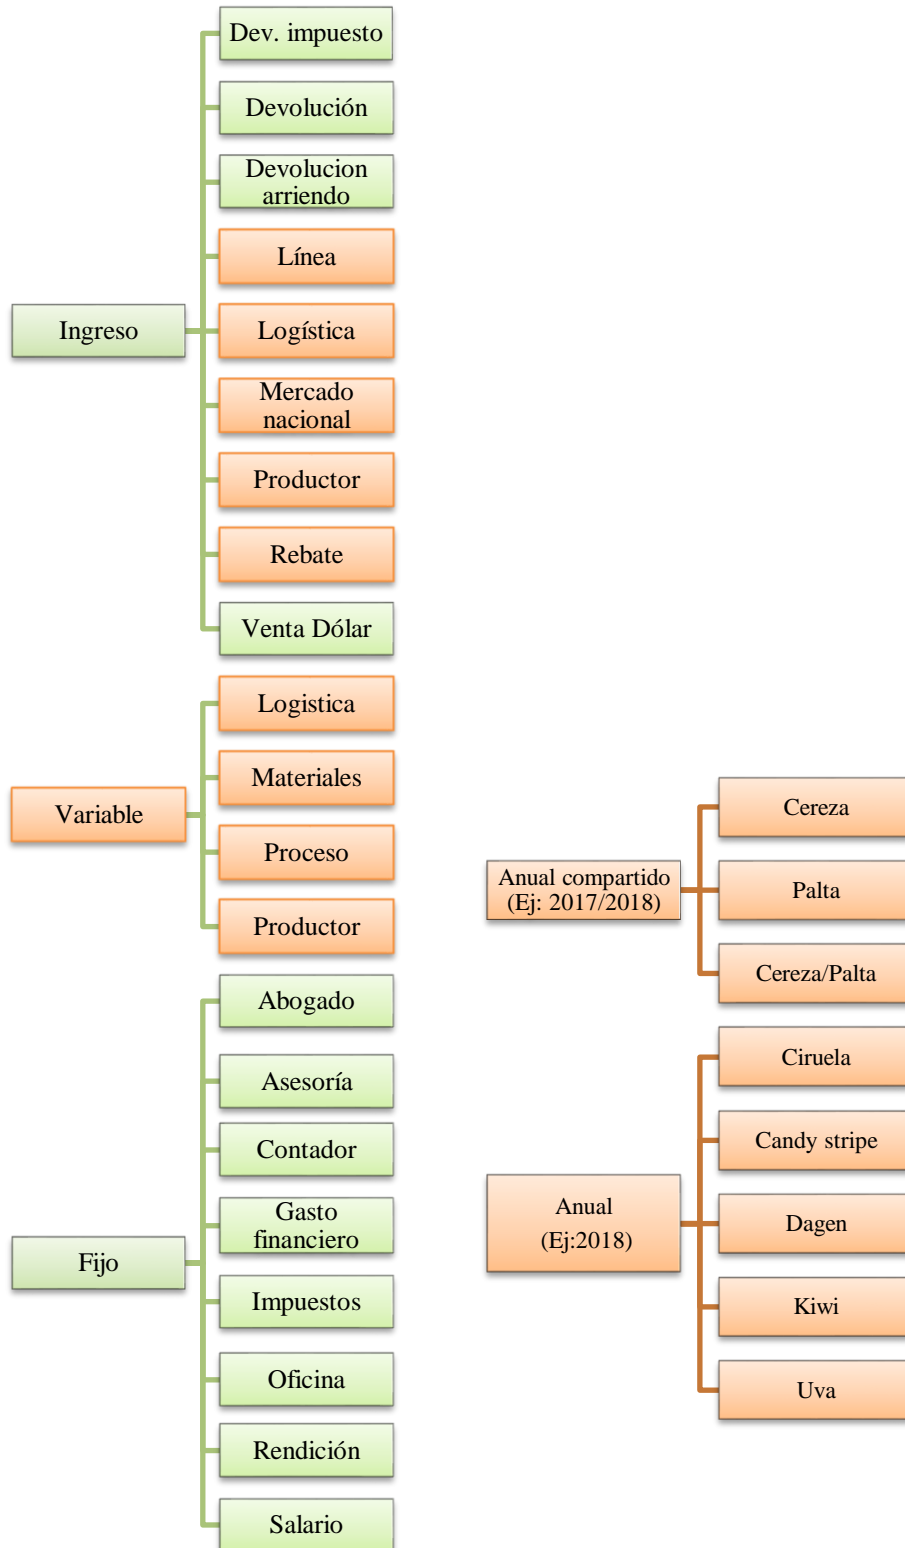 Ingreso
Dev. impuesto
Devolución
Devolucion
arriendo
Línea
Logística
Mercado
nacional
Productor
Rebate
Venta Dólar
Variable
Logistica
Materiales
Proceso
Productor
Fijo
Abogado
Asesoría
Contador
Gasto
financiero
Impuestos
Oficina
Rendición
Salario
Anual compartido
(Ej: 2017/2018)
Cereza
Palta
Cereza/Palta
Anual
(Ej:2018)
Ciruela
Candy stripe
Dagen
Kiwi
Uva